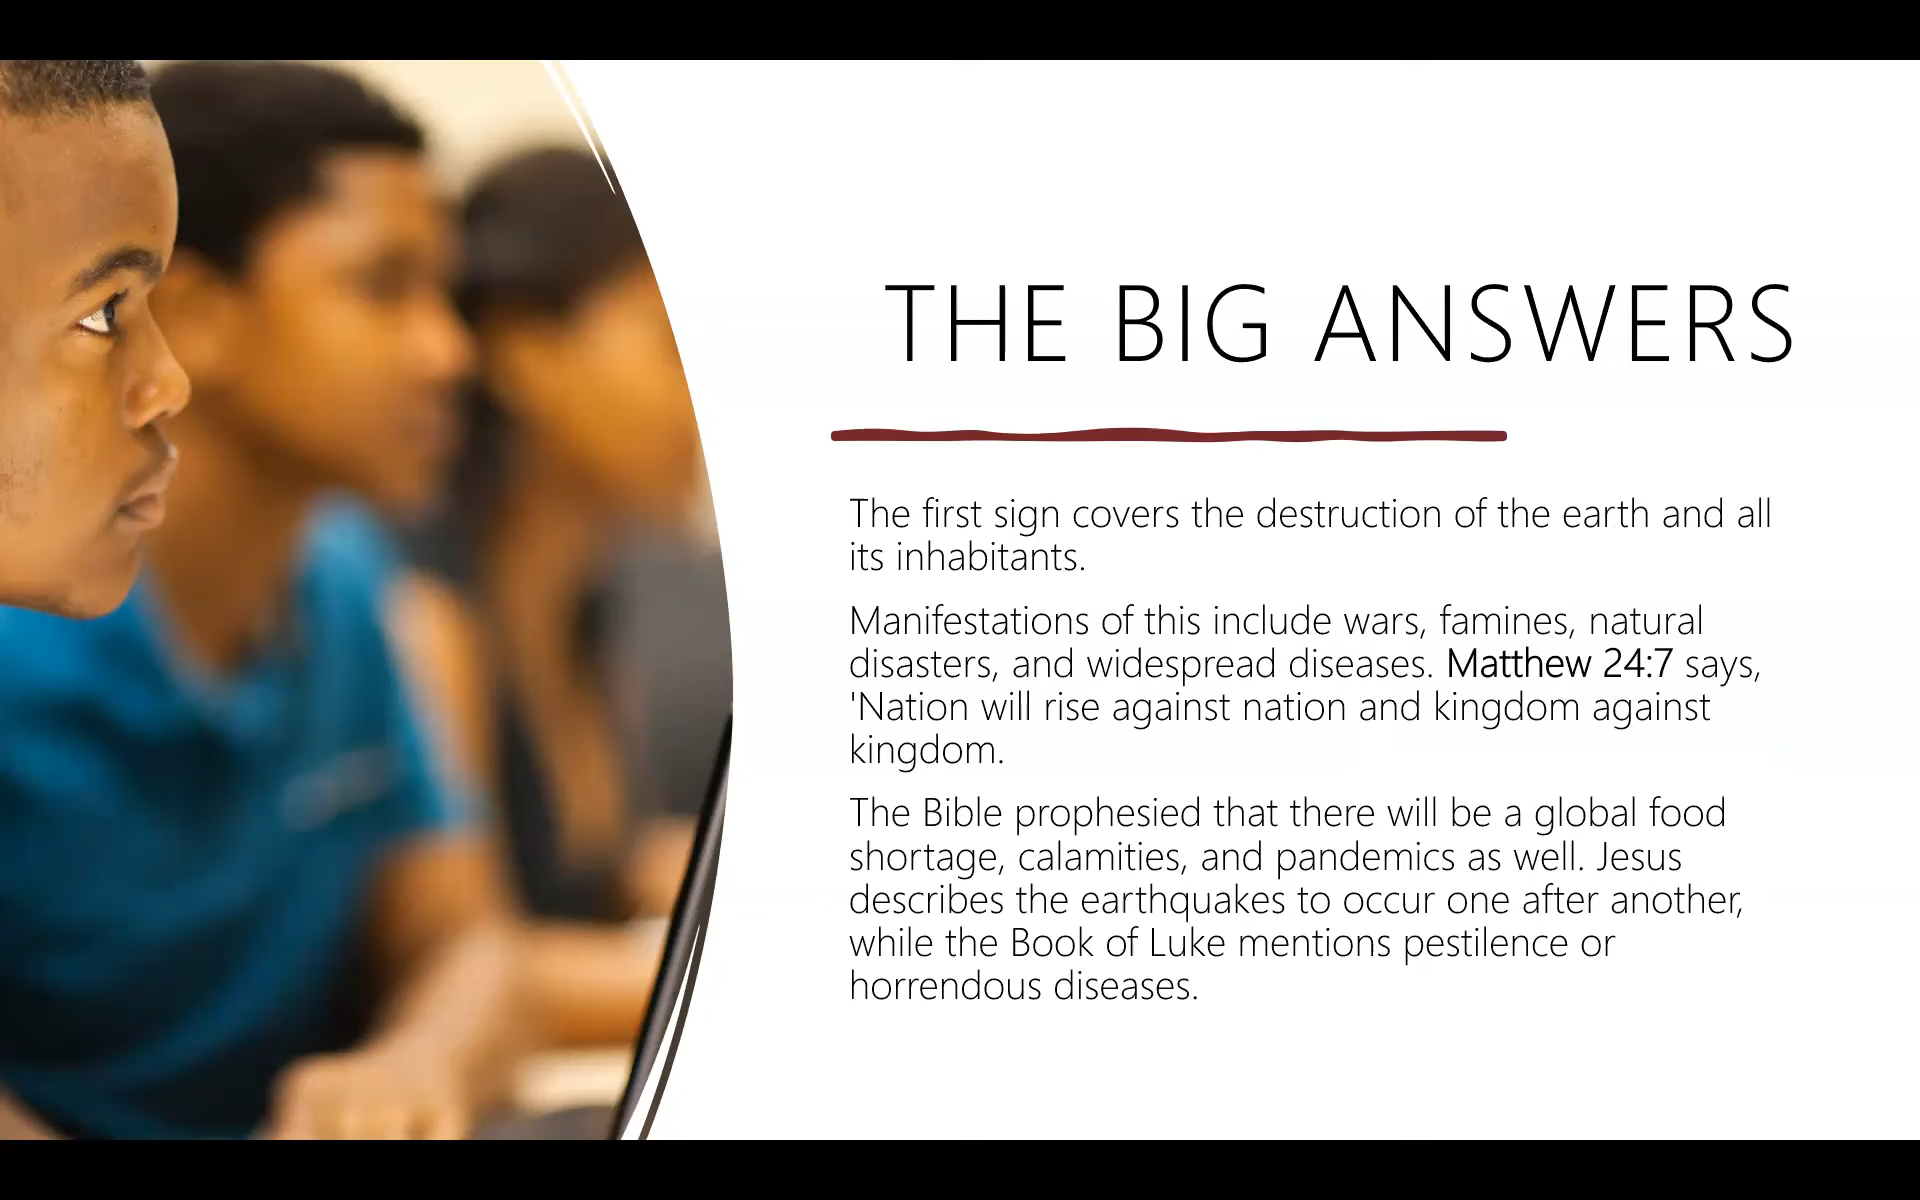 THE BIG ANSWERS
The first sign covers the destruction of the earth and all
its inhabitants.
Manifestations of this include wars, famines, natural
disasters, and widespread diseases. Matthew 24:7 says,
'Nation will rise against nation and kingdom against
kingdom.
The Bible prophesied that there will be a global food
shortage, calamities, and pandemics as well. Jesus
describes the earthquakes to occur one after another,
while the Book of Luke mentions pestilence or
horrendous diseases.